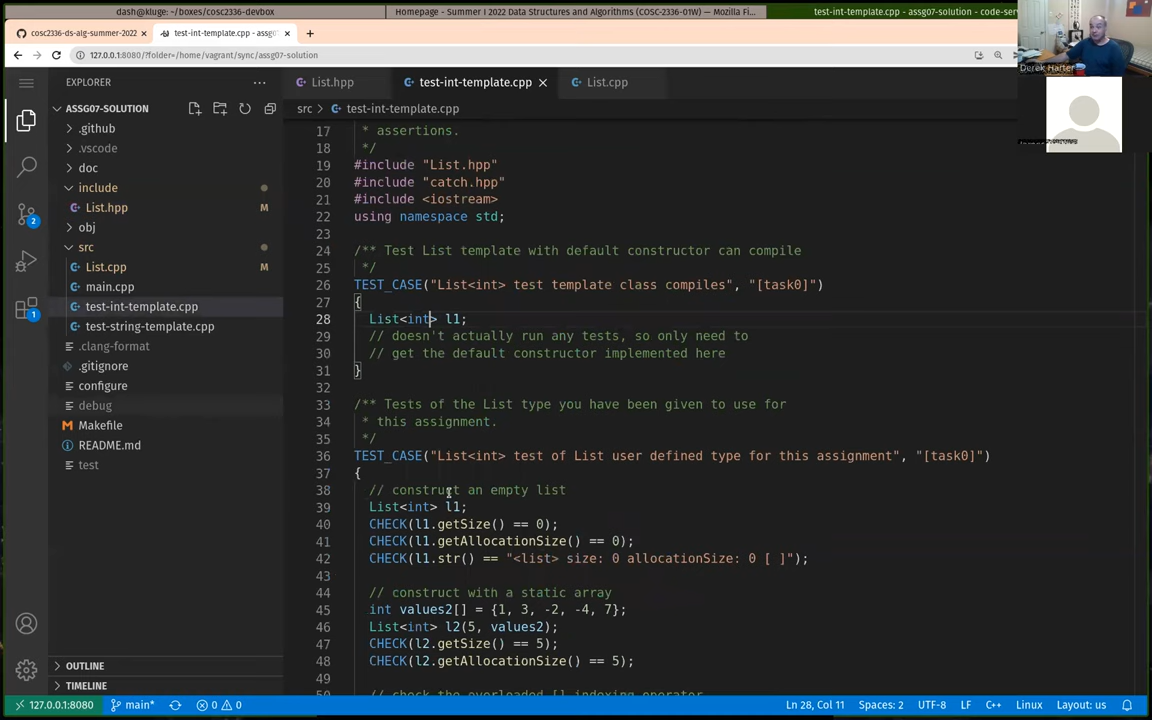 dash@kluge: ~/boxes/cosc2336-devbox
Homepage - Summer I 2022 Data Structures and Algorithms (COSC-2336-01W) — Mozilla Fi...
test-int-template.cpp - assg07-solution - code-serv
cosc2336-ds-alg-summer-2022
test-int-template.cpp - assg
127.0.0.1:8080/?folder=/home/vagrant/sync/assg07-solution
Derek Harter
EXPLORER
List.hpp
test-int-template.cpp
List.cpp
src > test-int-template.cpp
ASSG07-SOLUTION
.github
.vscode
doc
include
List.hpp M
obj
src
List.cpp M
main.cpp
test-int-template.cpp
test-string-template.cpp
.clang-format
.gitignore
configure
debug
Makefile
README.md
test
2
1
17 * assertions.
18 */
19 #include "List.hpp"
20 #include "catch.hpp"
21 #include <iostream>
22 using namespace std;
23
24 /** Test List template with default constructor can compile
25 */
26 TEST_CASE("List<int> test template class compiles", "[task0]")
27 {
28 List<int> l1;
29 // doesn't actually run any tests, so only need to
30 // get the default constructor implemented here
31 }
32
33 /** Tests of the List type you have been given to use for
34 * this assignment.
35 */
36 TEST_CASE("List<int> test of List user defined type for this assignment", "[task0]")
37 {
38 // construct an empty list
39 List<int> l1;
40 CHECK(l1.getSize() == 0);
41 CHECK(l1.getAllocationSize() == 0);
42 CHECK(l1.str() == "<list> size: 0 allocationSize: 0 [ ]");
43
44 // construct with a static array
45 int values2[] = {1, 3, -2, -4, 7};
46 List<int> l2(5, values2);
47 CHECK(l2.getSize() == 5);
48 CHECK(l2.getAllocationSize() == 5);
49
50 // check the overloaded [] indexing operator
OUTLINE
TIMELINE
127.0.0.1:8080 main* 0 0 Ln 28, Col 11 Spaces: 2 UTF-8 LF C++ Linux Layout: us